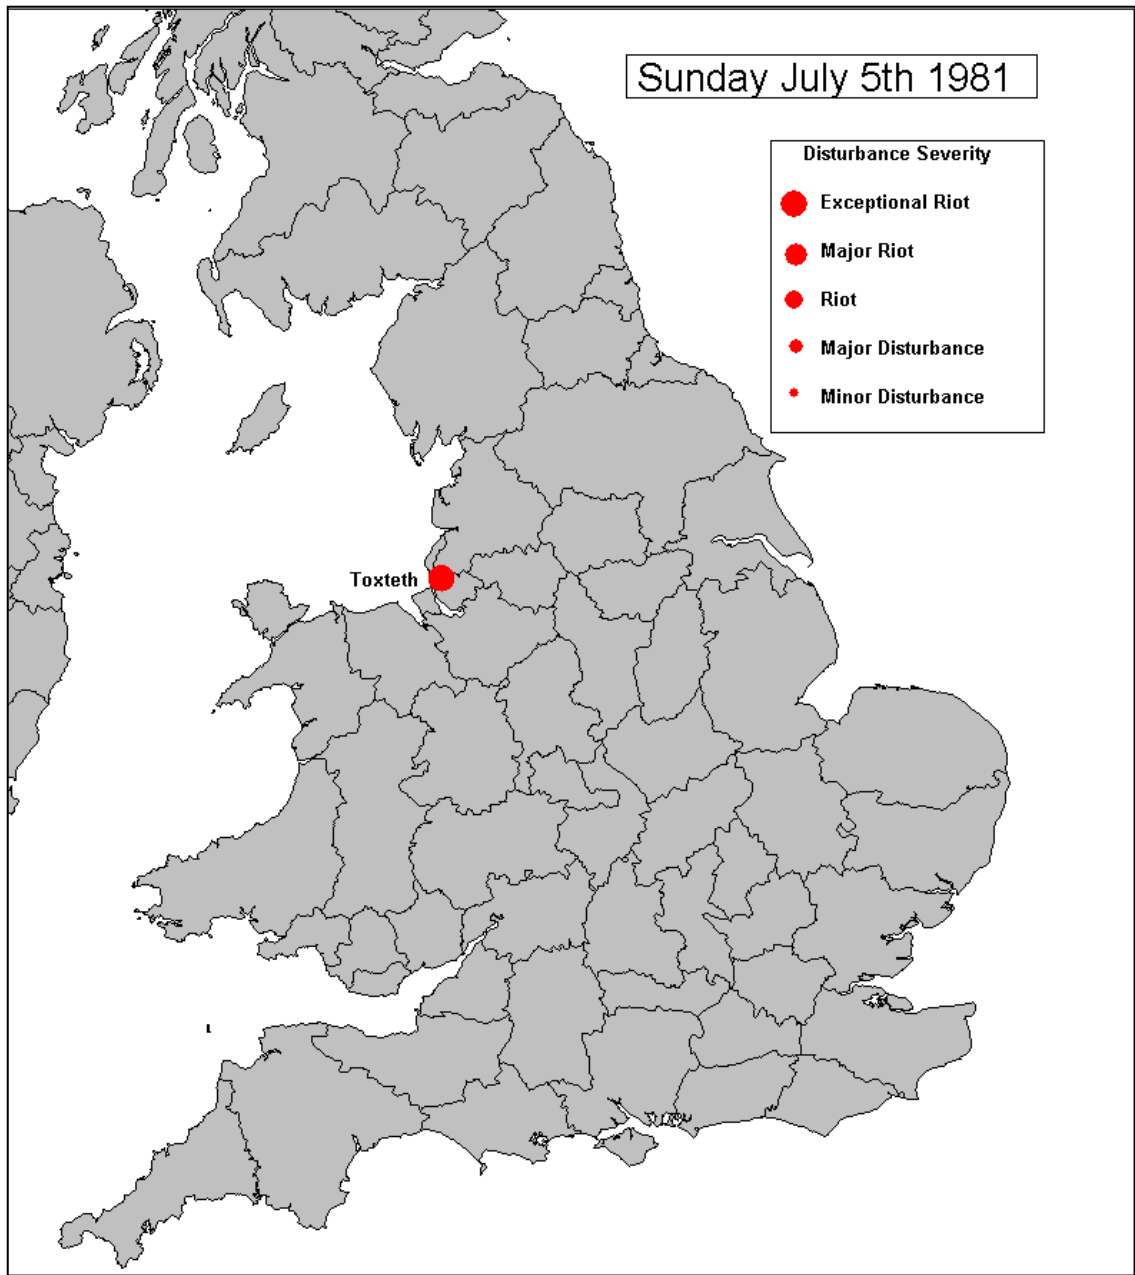 Sunday July 5th 1981
Disturbance Severity
Exceptional Riot
Major Riot
Riot
Major Disturbance
Minor Disturbance
Toxteth